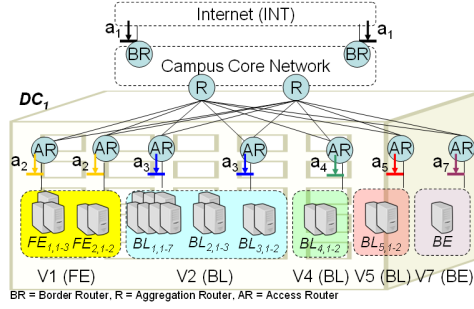 Internet (INT)
a1 a1
BR BR
Campus Core Network
R R
DC1
AR AR AR AR AR AR AR
a2 a2 a3 a3 a4 a5 a7
FE1,1-3 FE2,1-2 BL1,1-7 BL2,1-3 BL3,1-2 BL4,1-2 BL5,1-2 BE
V1 (FE) V2 (BL) V4 (BL) V5 (BL) V7 (BE)
BR = Border Router, R = Aggregation Router, AR = Access Router